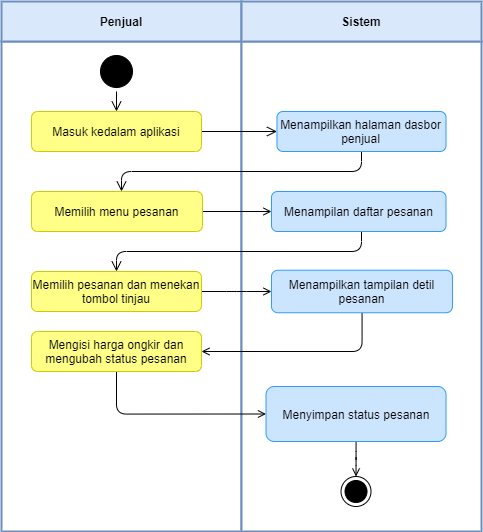 Penjual
Sistem
Masuk kedalam aplikasi
Menampilkan halaman dasbor
penjual
Memilih menu pesanan
Menampilan daftar pesanan
Memilih pesanan dan menekan
tombol tinjau
Menampilkan tampilan detil
pesanan
Mengisi harga ongkir dan
mengubah status pesanan
Menyimpan status pesanan